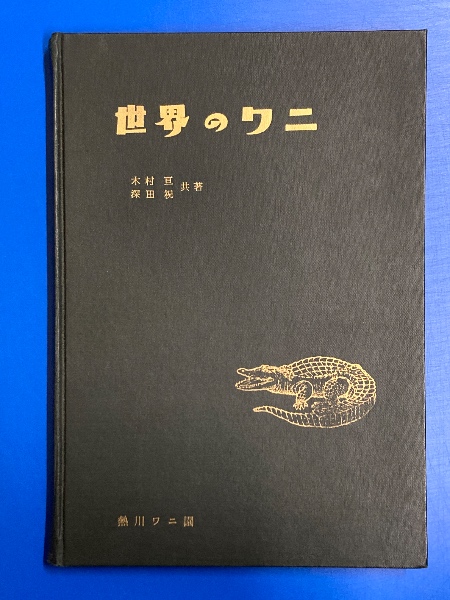 世界のワニ
木村 亘
深田 祝
共著
熱川ワニ園